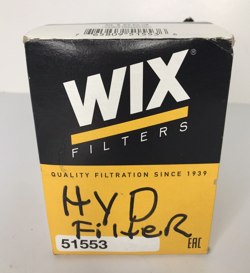 WIX®
FILTERS
QUALITY FILTRATION SINCE 1939
HYD
FilteR
51553
EAC